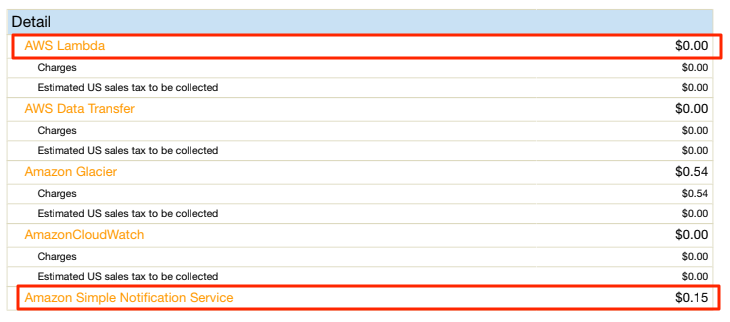 Detail
AWS Lambda $0.00
Charges $0.00
Estimated US sales tax to be collected $0.00
AWS Data Transfer $0.00
Charges $0.00
Estimated US sales tax to be collected $0.00
Amazon Glacier $0.54
Charges $0.54
Estimated US sales tax to be collected $0.00
AmazonCloudWatch $0.00
Charges $0.00
Estimated US sales tax to be collected $0.00
Amazon Simple Notification Service $0.15